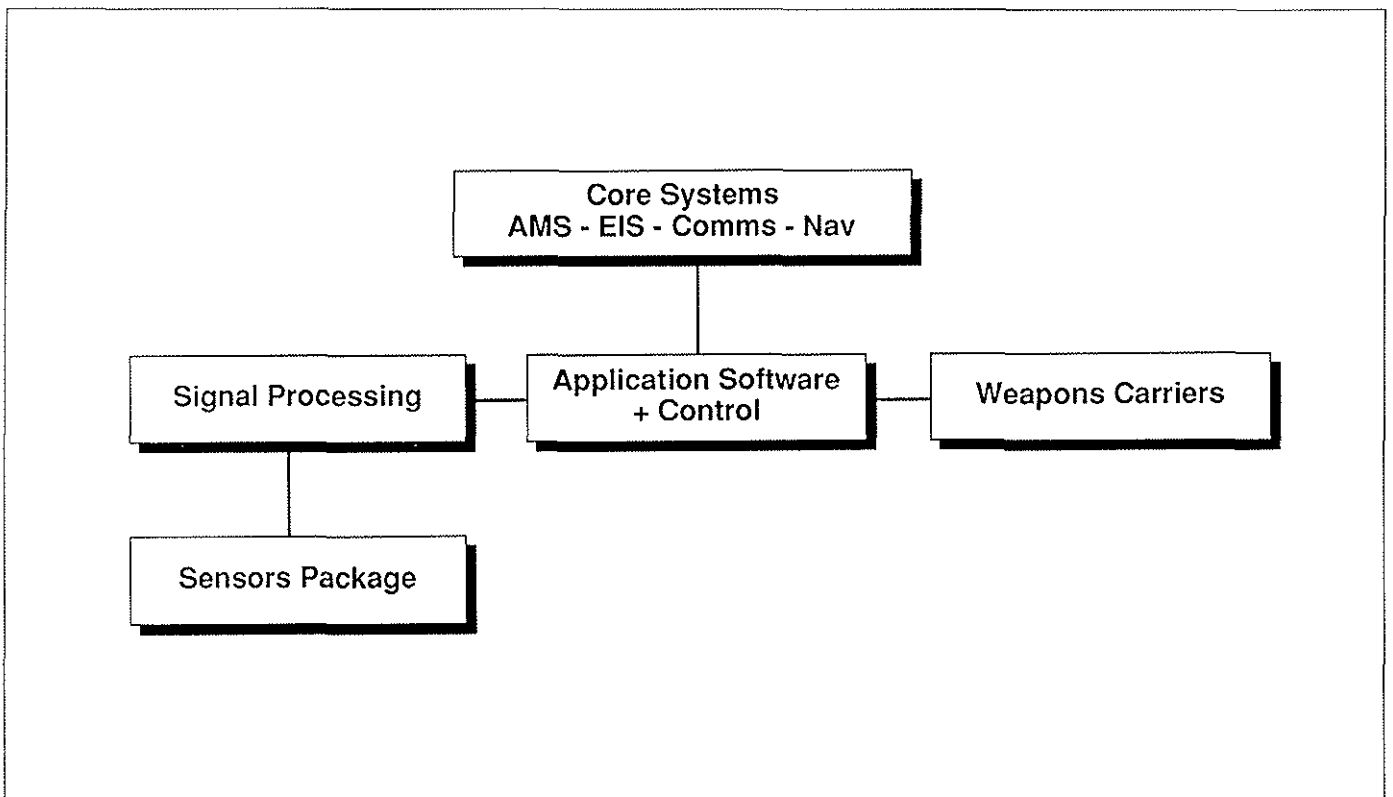 Core Systems
AMS - EIS - Comms - Nav
Signal Processing
Application Software
+ Control
Weapons Carriers
Sensors Package